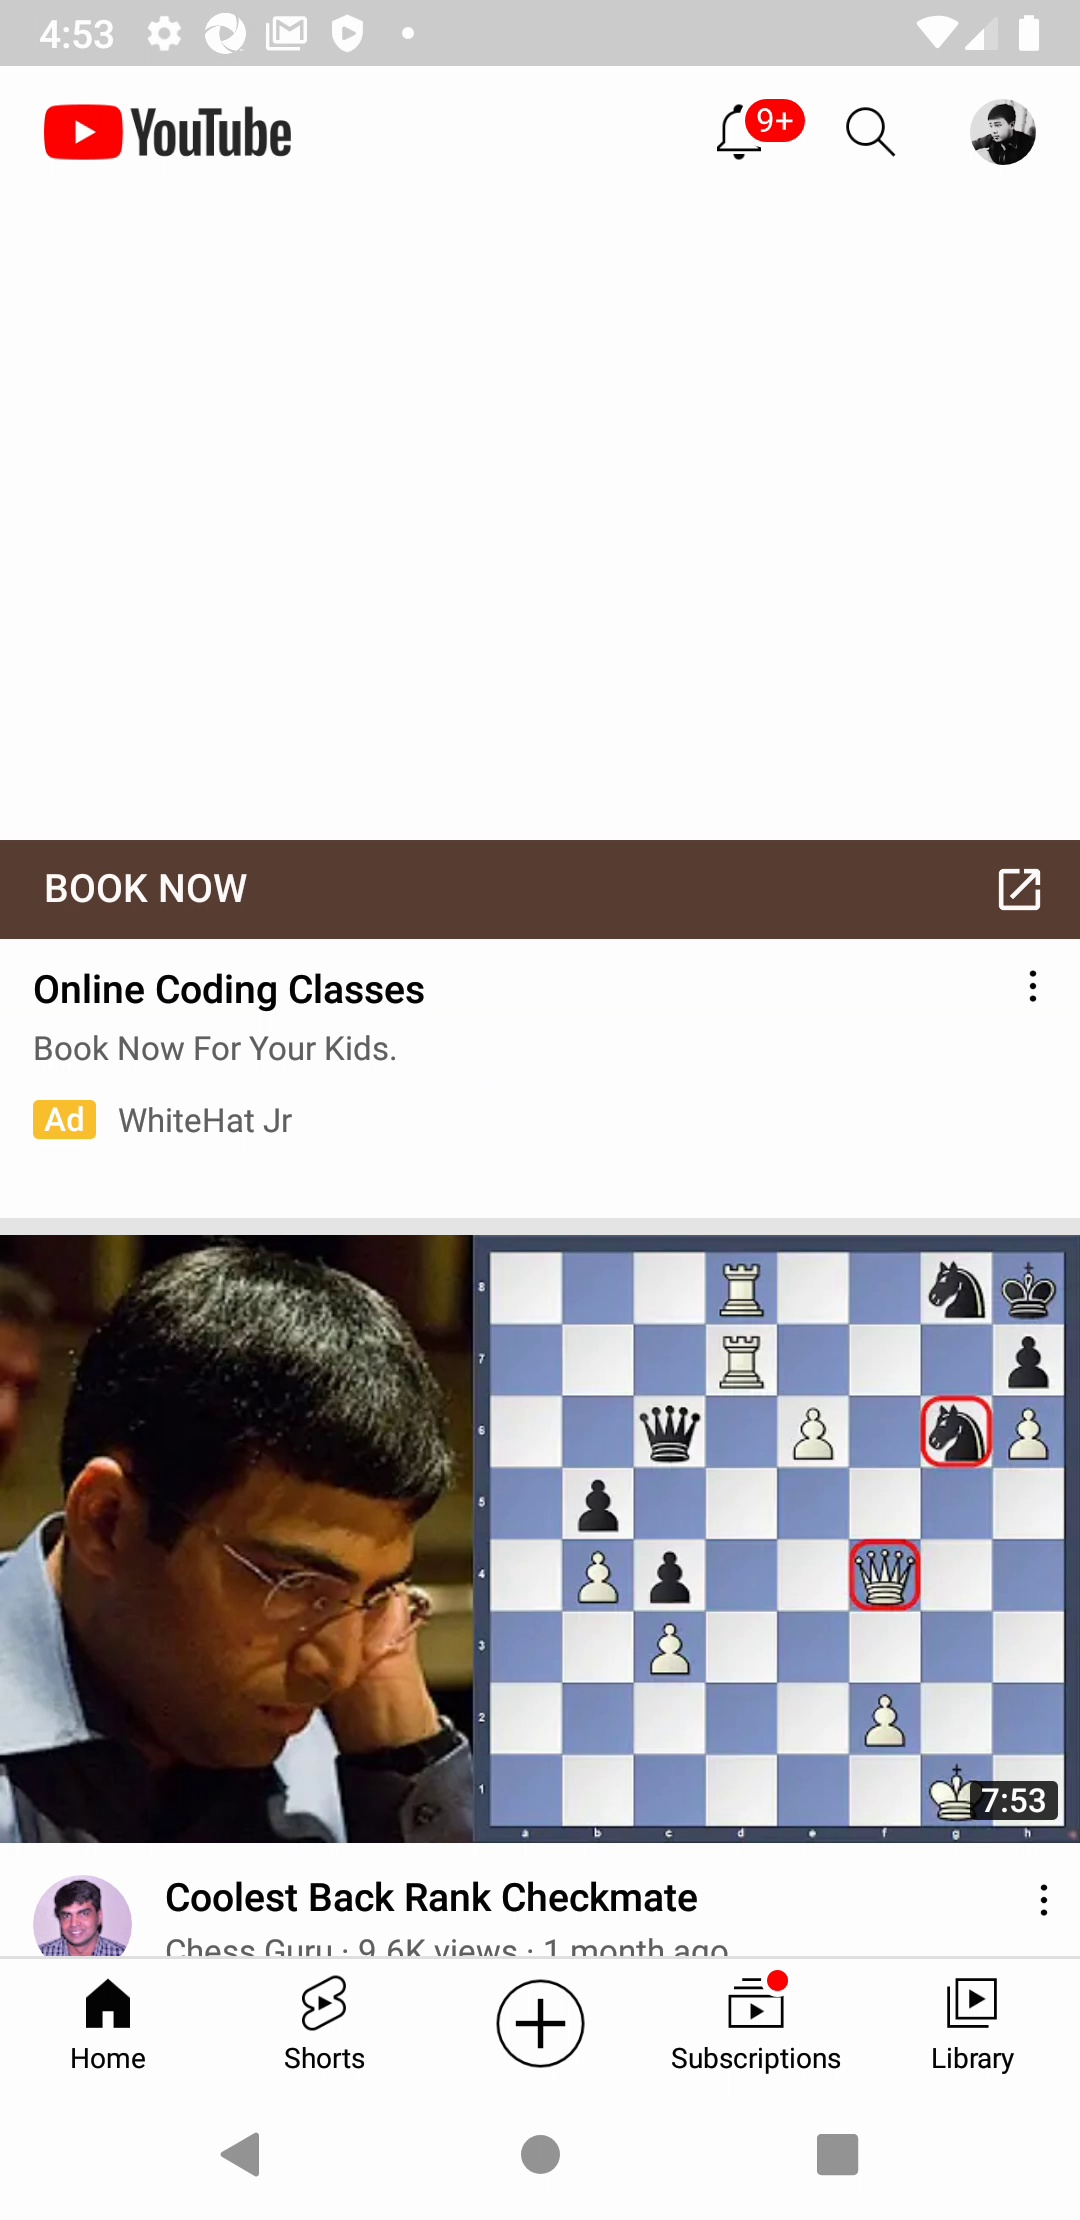 4:53
YouTube
9+
BOOK NOW
Online Coding Classes
Book Now For Your Kids.
Ad WhiteHat Jr
8
7
6
5
4
3
2
1
a b c d e f g h
7:53
Coolest Back Rank Checkmate
Chess Guru · 9.6K views · 1 month ago
Home Shorts Subscriptions Library